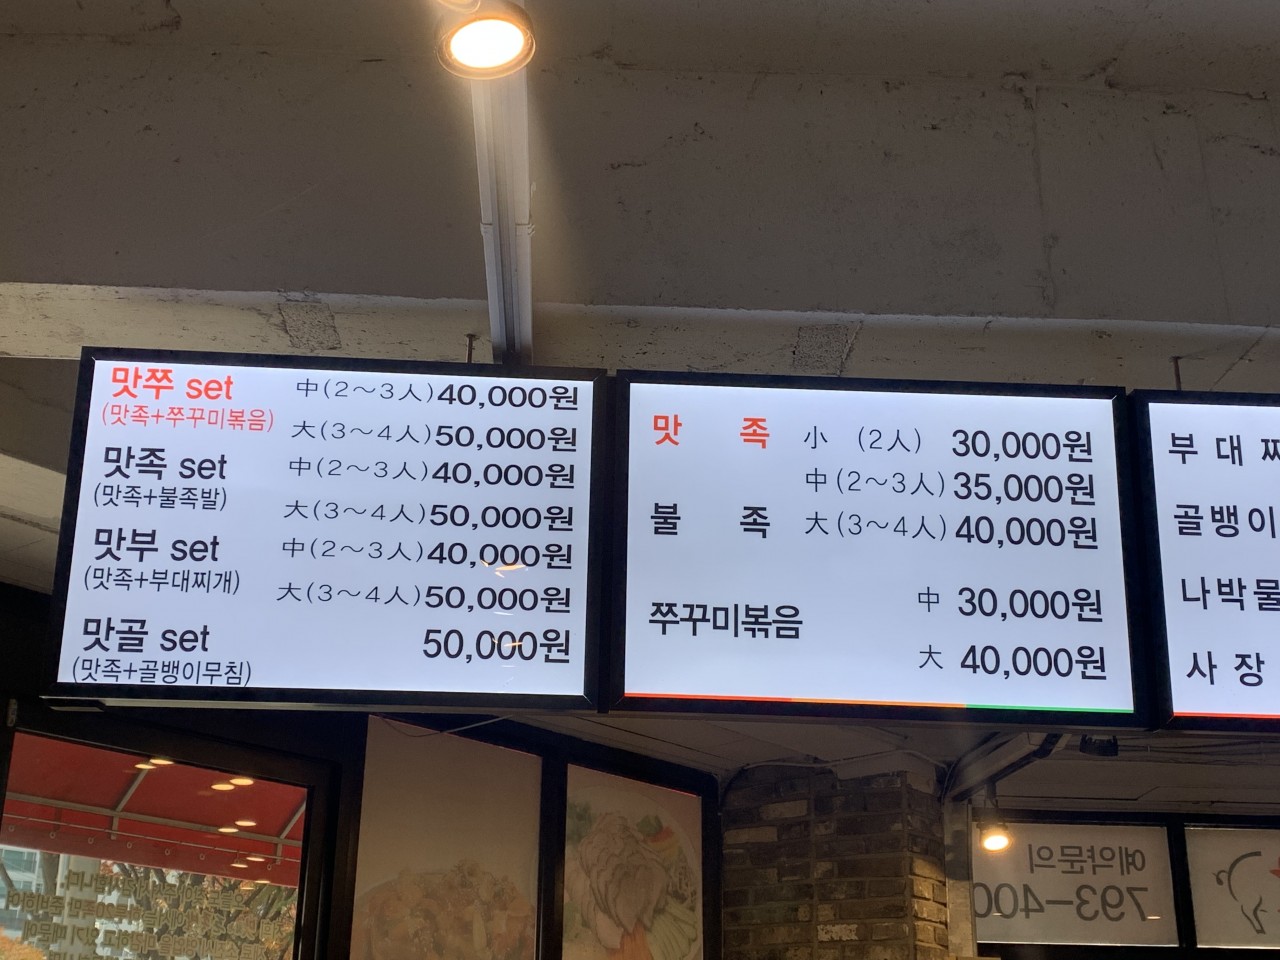 맛쭈 set 中(2~3人) 40,000원
(맛족+쭈꾸미볶음)
大(3~4人) 50,000원
맛족 set 中(2~3人) 40,000원
(맛족+불족발)
大(3~4人) 50,000원
맛부 set 中(2~3人) 40,000원
(맛족+부대찌개)
大(3~4人) 50,000원
맛골 set 50,000원
(맛족+골뱅이무침)
맛 족 小 (2人) 30,000원
中(2~3人) 35,000원
불 족 大(3~4人) 40,000원
쭈꾸미볶음 中 30,000원
大 40,000원
부 대 찌
골뱅이
나박물
사 장
예약문의
793-400